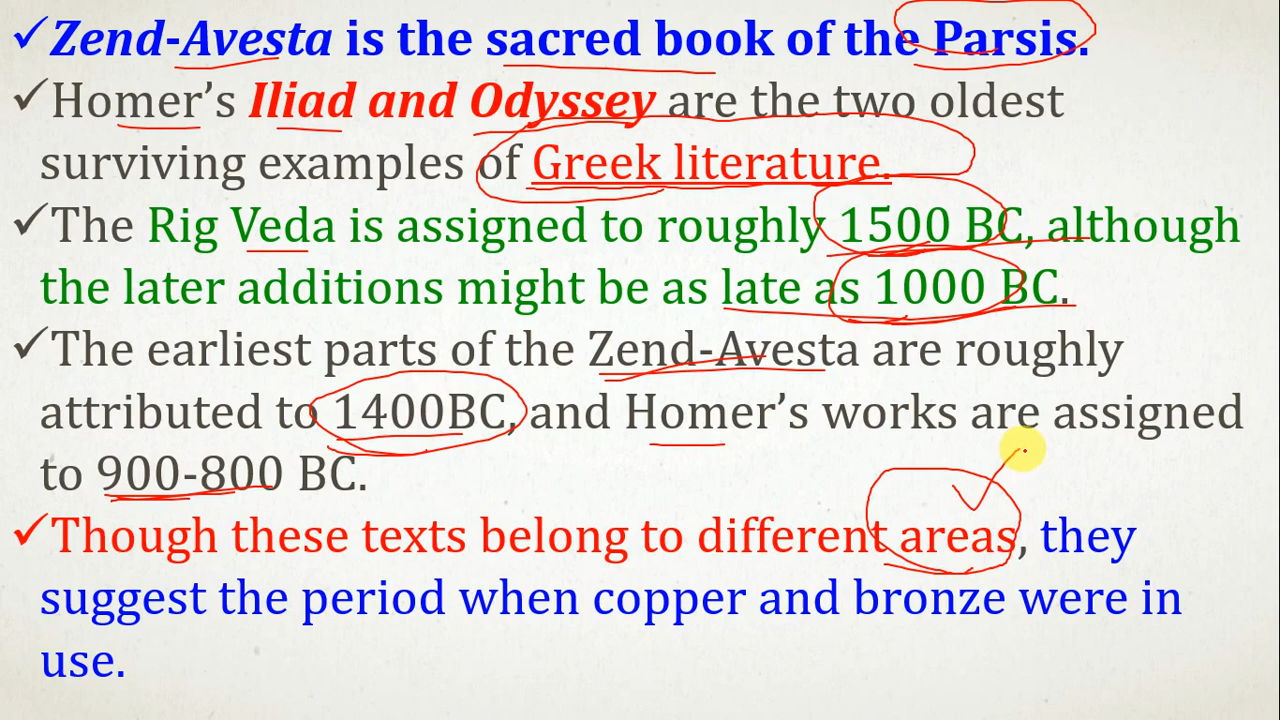 ✓Zend-Avesta is the sacred book of the Parsis.
✓Homer’s Iliad and Odyssey are the two oldest
surviving examples of Greek literature.
✓The Rig Veda is assigned to roughly 1500 BC, although
the later additions might be as late as 1000 BC.
✓The earliest parts of the Zend-Avesta are roughly
attributed to 1400BC, and Homer’s works are assigned
to 900-800 BC.
✓Though these texts belong to different areas, they
suggest the period when copper and bronze were in
use.